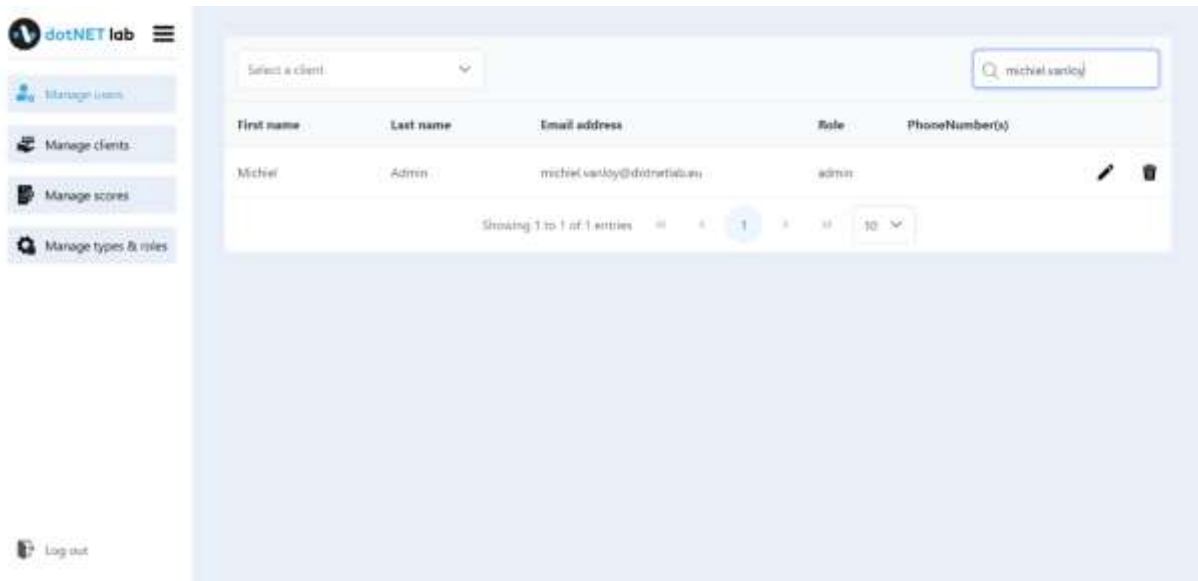 dotNET lab
Manage users
Manage clients
Manage scores
Manage types & roles
Log out
Select a client
michiel.vanloy
First name Last name Email address Role PhoneNumber(s)
Michiel Admin michiel.vanloy@dotnetlab.eu admin
Showing 1 to 1 of 1 entries « ‹ 1 › » 10